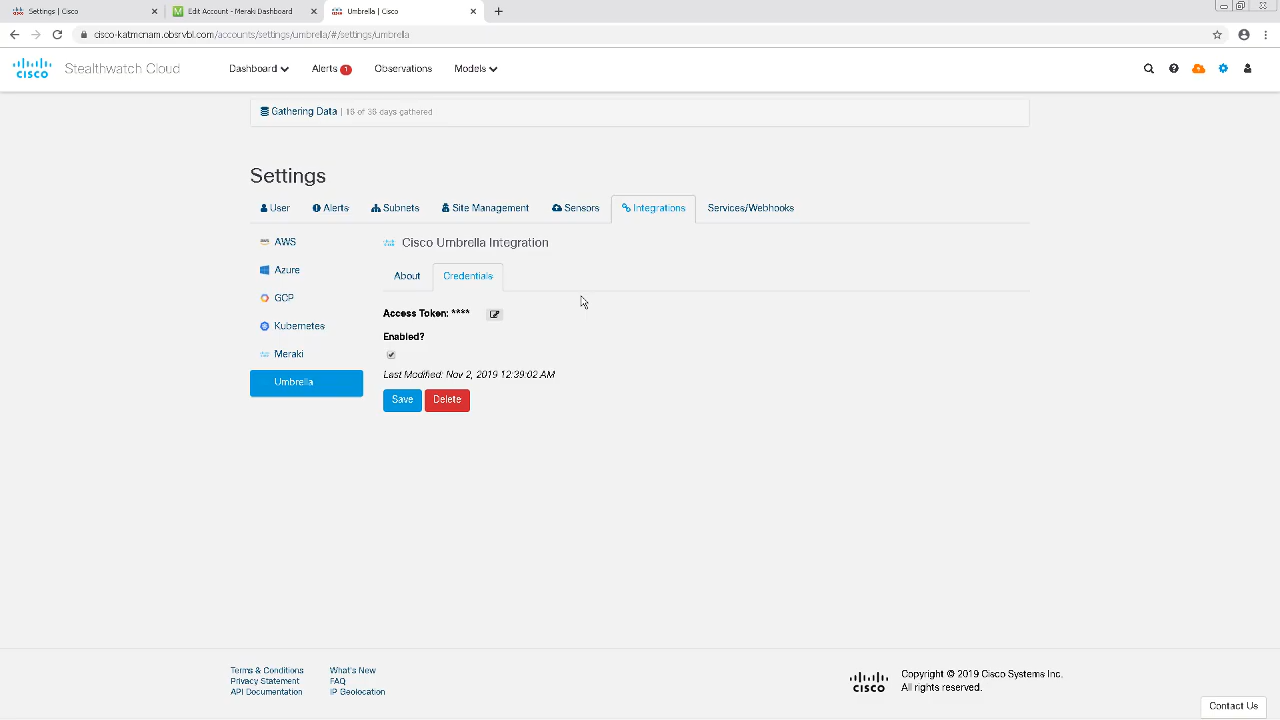 Settings | Cisco
Edit Account - Meraki Dashboard
Umbrella | Cisco
cisco-katmcnam.obsrvbl.com/accounts/settings/umbrella/#/settings/umbrella
CISCO
Stealthwatch Cloud
Dashboard
Alerts 1
Observations
Models
Gathering Data | 16 of 36 days gathered
Settings
User
Alerts
Subnets
Site Management
Sensors
Integrations
Services/Webhooks
AWS
Azure
GCP
Kubernetes
Meraki
Umbrella
Cisco Umbrella Integration
About
Credentials
Access Token: ****
Enabled?
Last Modified: Nov 2, 2019 12:39:02 AM
Save
Delete
Terms & Conditions
Privacy Statement
API Documentation
What's New
FAQ
IP Geolocation
CISCO
Copyright © 2019 Cisco Systems Inc.
All rights reserved.
Contact Us